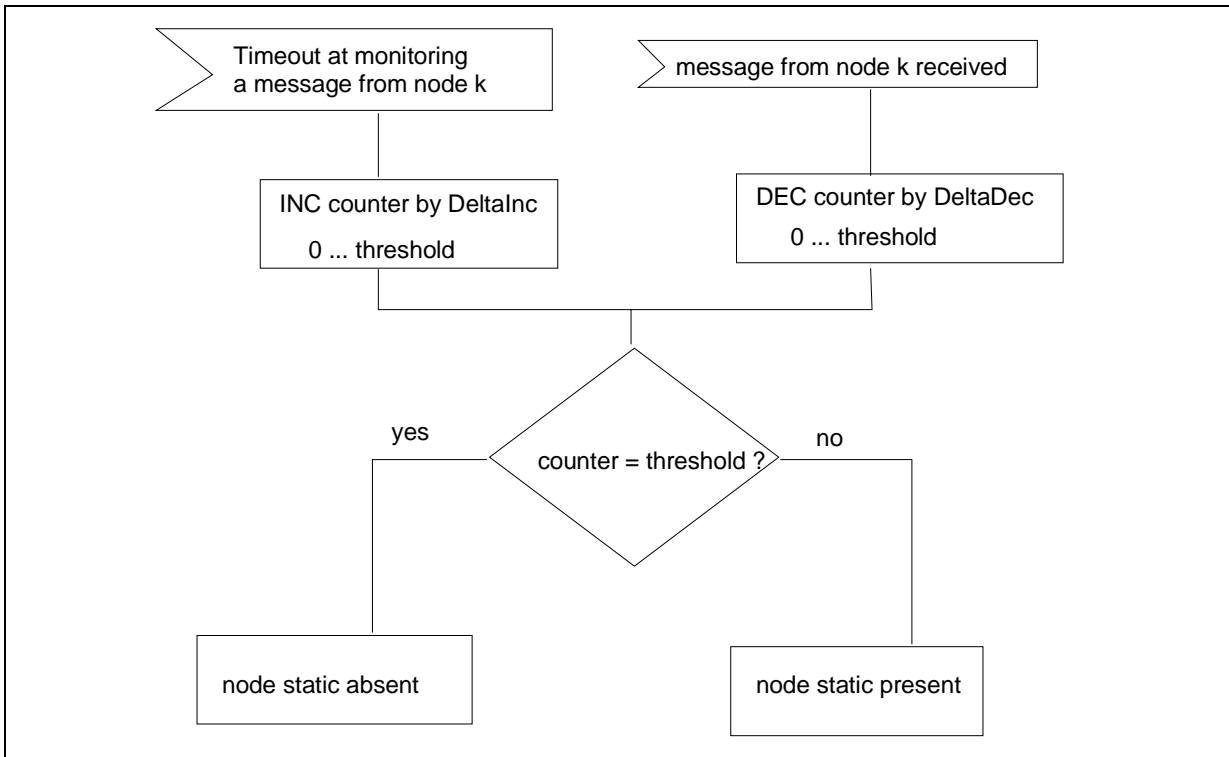 Timeout at monitoring
a message from node k
message from node k received
INC counter by DeltaInc
0 ... threshold
DEC counter by DeltaDec
0 ... threshold
yes
no
counter = threshold ?
node static absent
node static present